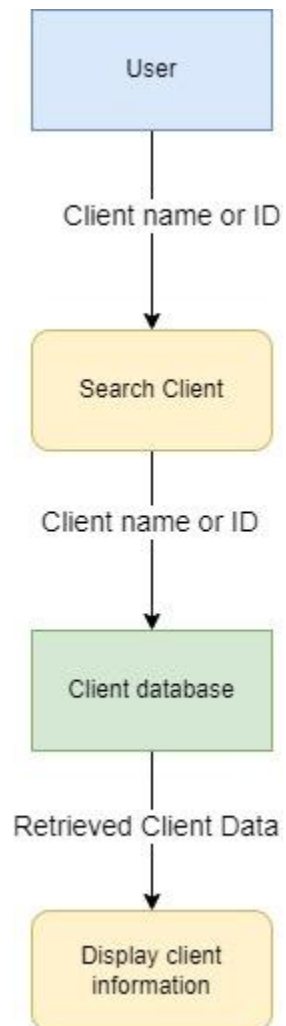 User
Client name or ID
Search Client
Client name or ID
Client database
Retrieved Client Data
Display client
information